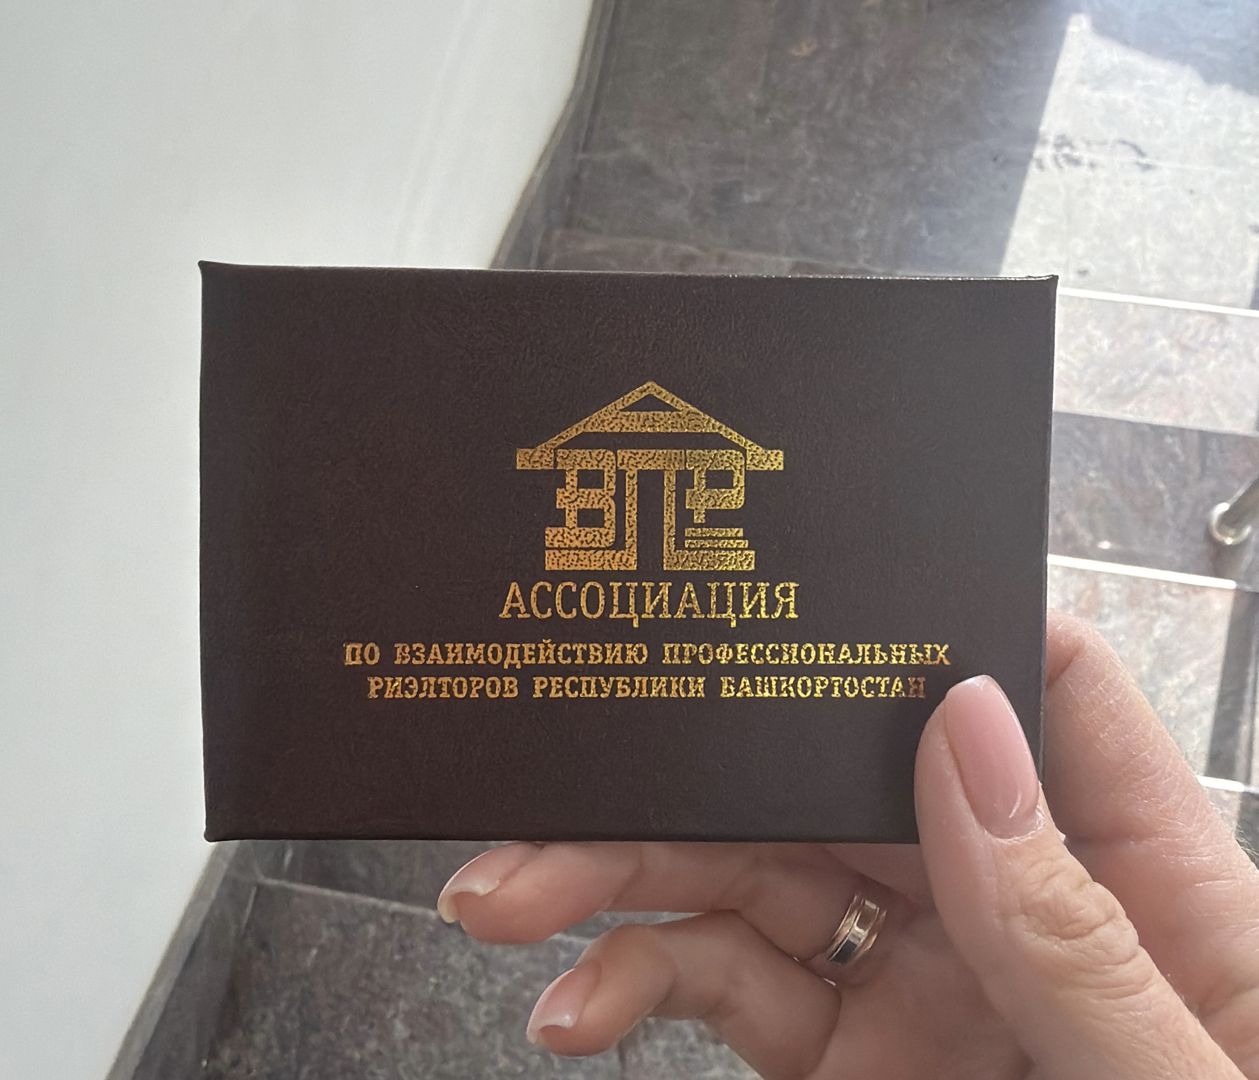 ВПР
АССОЦИАЦИЯ
ПО ВЗАИМОДЕЙСТВИЮ ПРОФЕССИОНАЛЬНЫХ
РИЭЛТОРОВ РЕСПУБЛИКИ БАШКОРТОСТАН